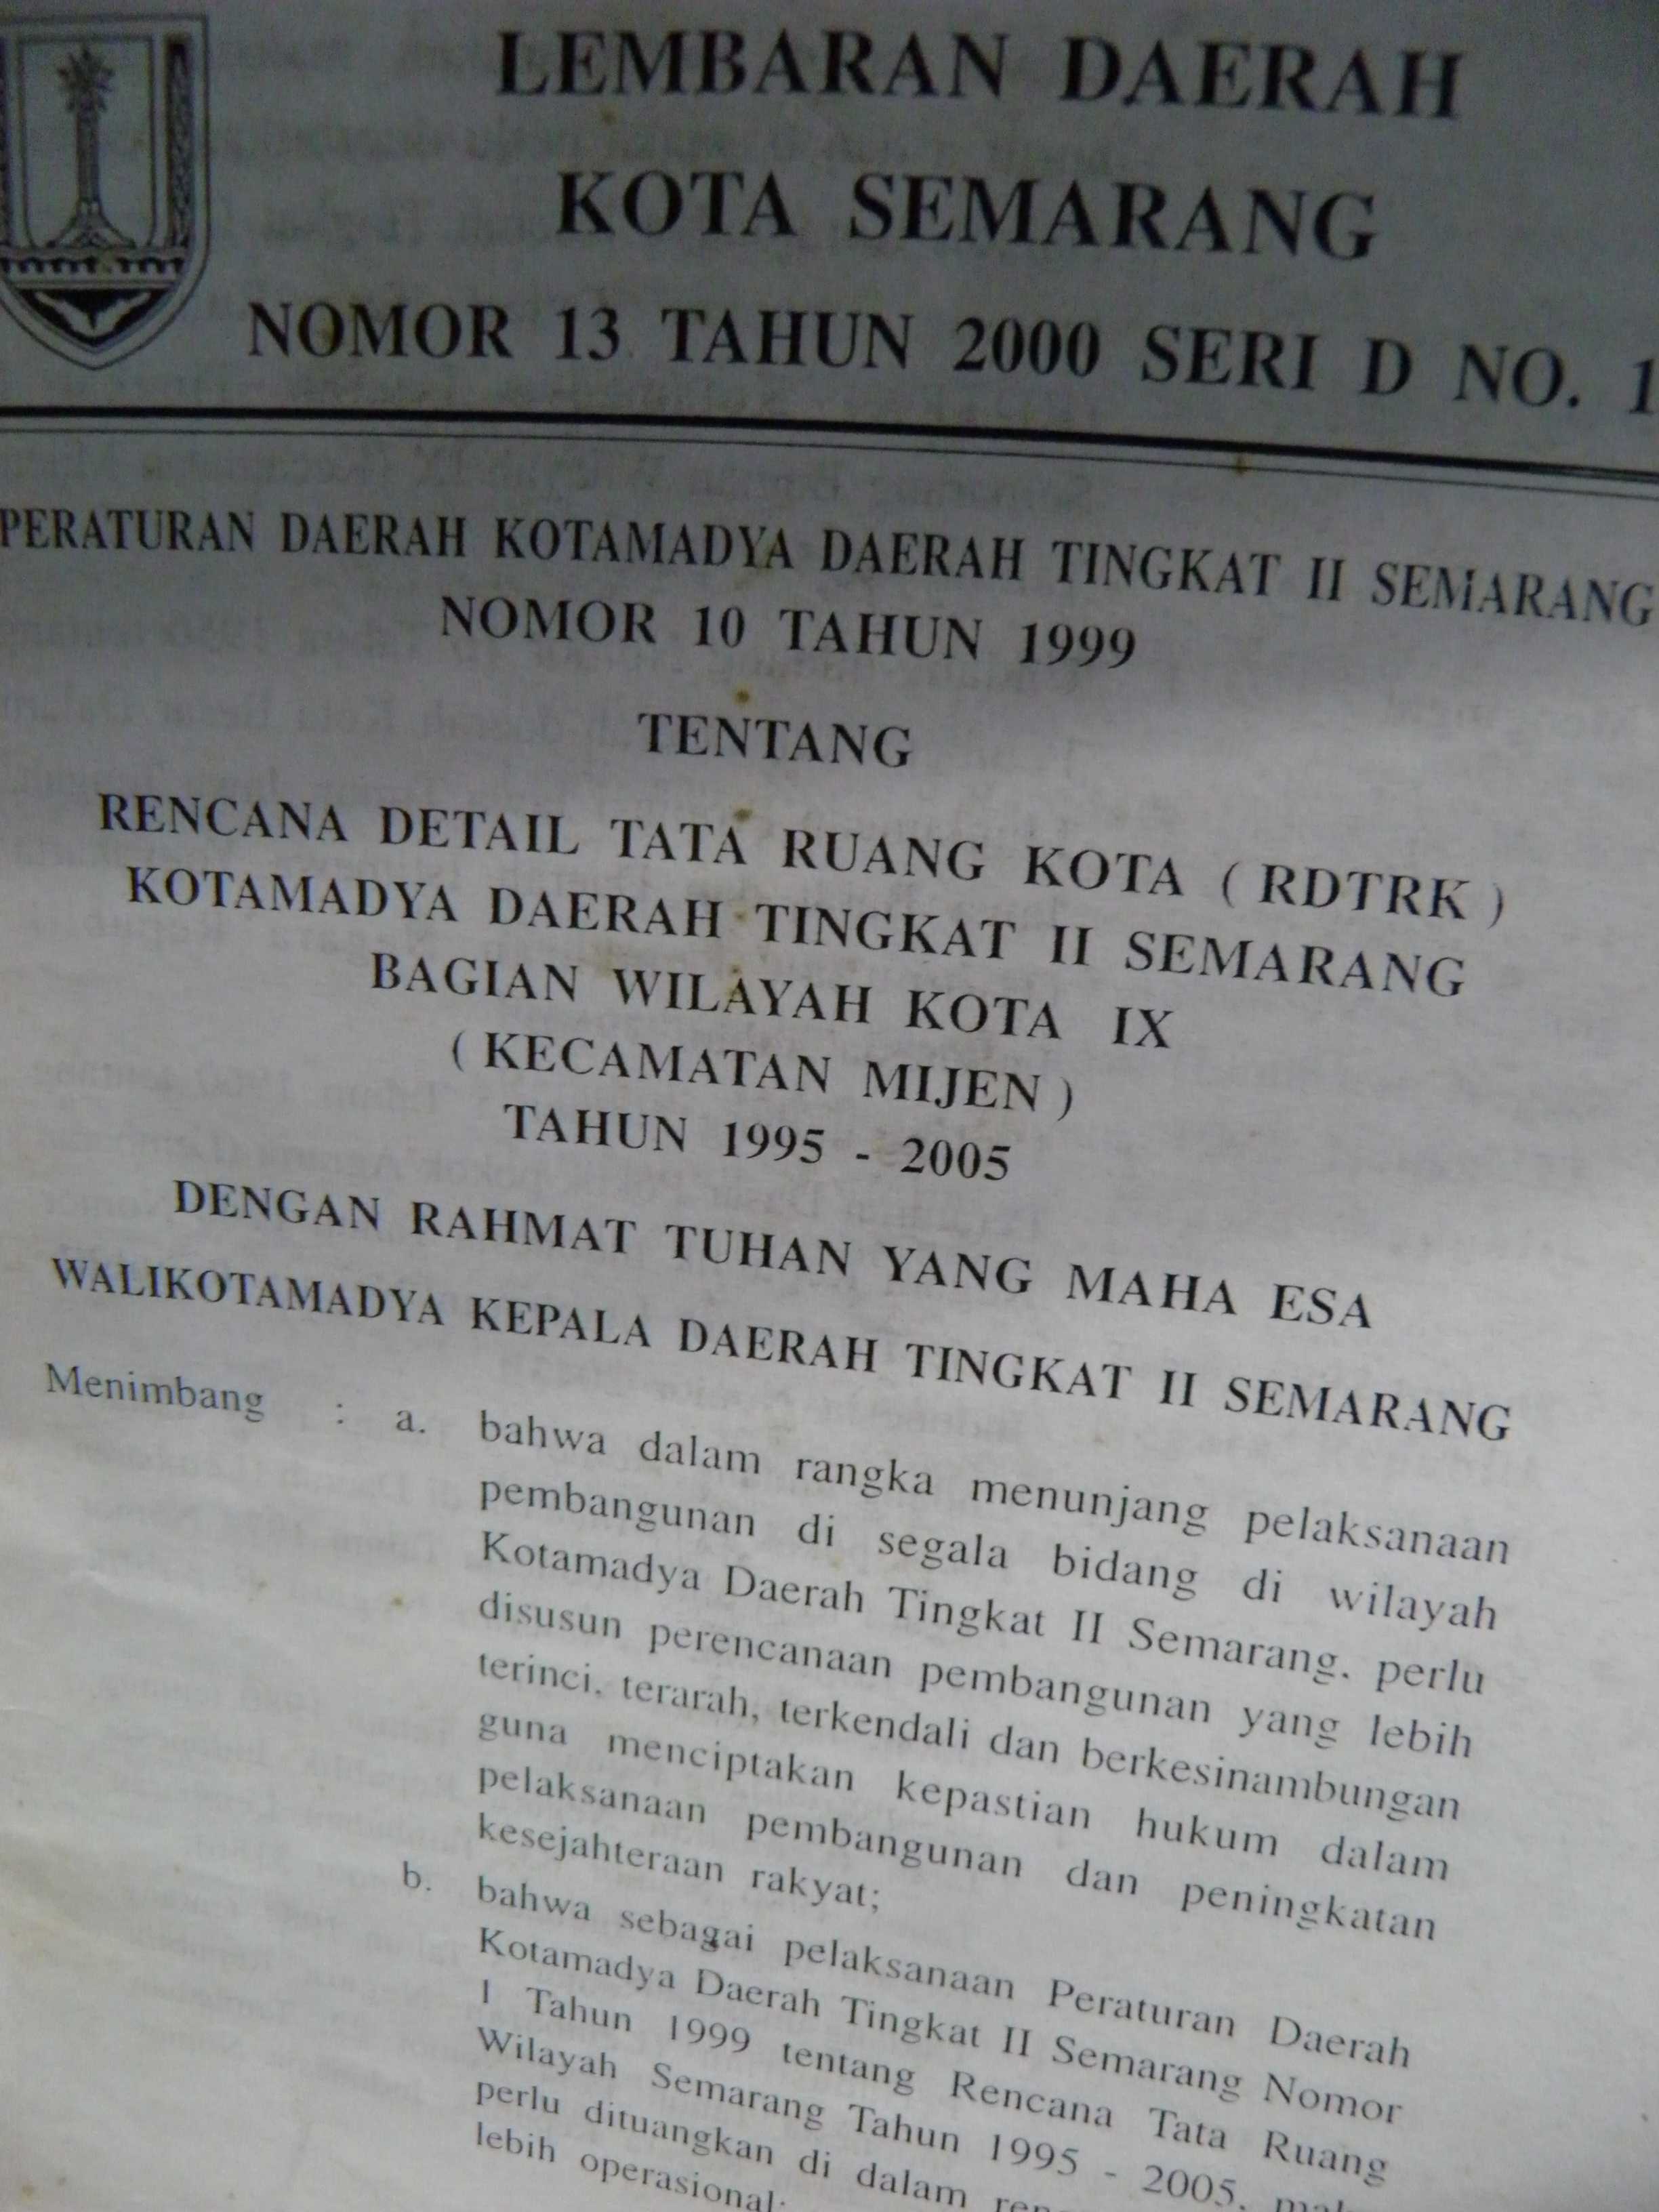 LEMBARAN DAERAH
KOTA SEMARANG
NOMOR 13 TAHUN 2000 SERI D NO. 1
PERATURAN DAERAH KOTAMADYA DAERAH TINGKAT II SEMARANG
NOMOR 10 TAHUN 1999
TENTANG
RENCANA DETAIL TATA RUANG KOTA ( RDTRK )
KOTAMADYA DAERAH TINGKAT II SEMARANG
BAGIAN WILAYAH KOTA IX
( KECAMATAN MIJEN )
TAHUN 1995 - 2005
DENGAN RAHMAT TUHAN YANG MAHA ESA
WALIKOTAMADYA KEPALA DAERAH TINGKAT II SEMARANG
Menimbang : a. bahwa dalam rangka menunjang pelaksanaan
pembangunan di segala bidang di wilayah
Kotamadya Daerah Tingkat II Semarang, perlu
disusun perencanaan pembangunan yang lebih
terinci, terarah, terkendali dan berkesinambungan
guna menciptakan kepastian hukum dalam
pelaksanaan pembangunan dan peningkatan
kesejahteraan rakyat;
b. bahwa sebagai pelaksanaan Peraturan Daerah
Kotamadya Daerah Tingkat II Semarang Nomor
1 Tahun 1999 tentang Rencana Tata Ruang
Wilayah Semarang Tahun 1995 - 2005,
perlu dituangkan di dalam
lebih operasional;